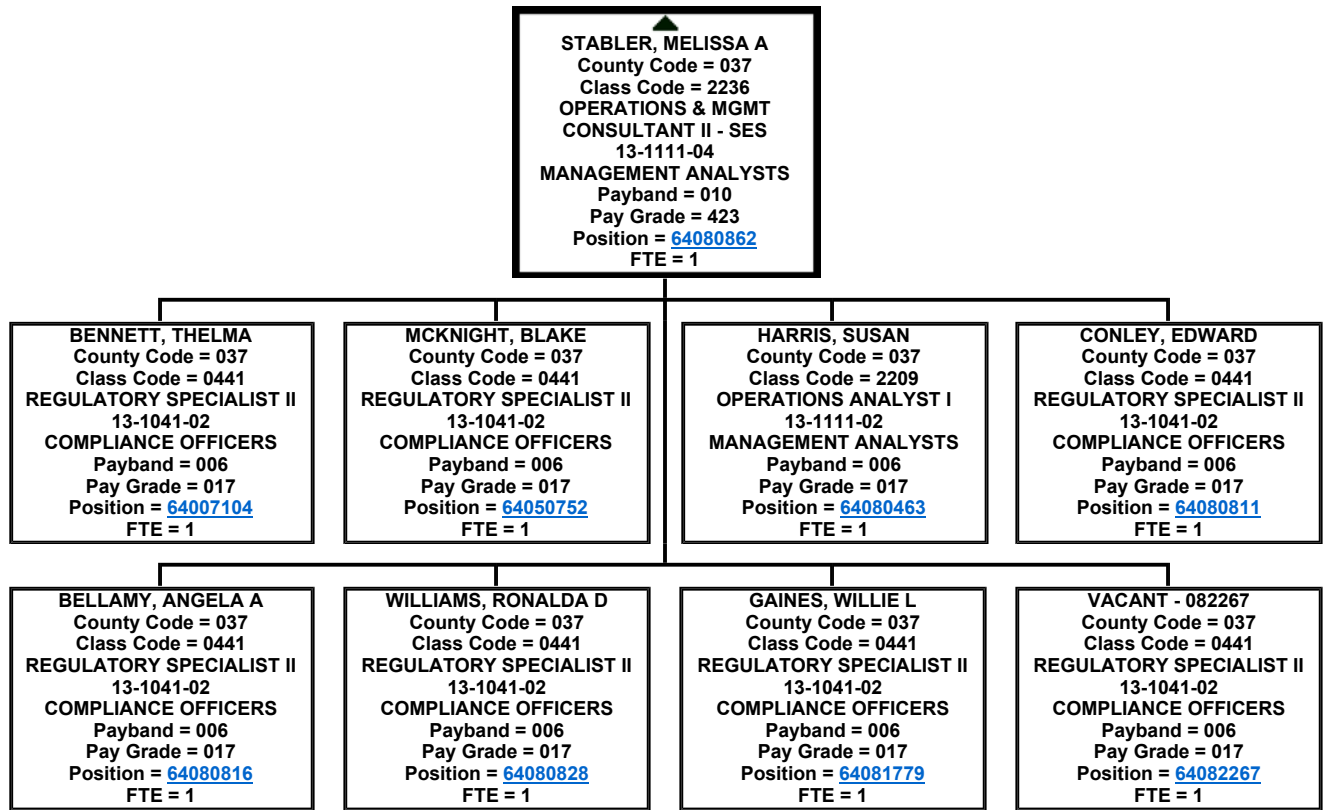 STABLER, MELISSA A
County Code = 037
Class Code = 2236
OPERATIONS & MGMT
CONSULTANT II - SES
13-1111-04
MANAGEMENT ANALYSTS
Payband = 010
Pay Grade = 423
Position = 64080862
FTE = 1
BENNETT, THELMA
County Code = 037
Class Code = 0441
REGULATORY SPECIALIST II
13-1041-02
COMPLIANCE OFFICERS
Payband = 006
Pay Grade = 017
Position = 64007104
FTE = 1
MCKNIGHT, BLAKE
County Code = 037
Class Code = 0441
REGULATORY SPECIALIST II
13-1041-02
COMPLIANCE OFFICERS
Payband = 006
Pay Grade = 017
Position = 64050752
FTE = 1
HARRIS, SUSAN
County Code = 037
Class Code = 2209
OPERATIONS ANALYST I
13-1111-02
MANAGEMENT ANALYSTS
Payband = 006
Pay Grade = 017
Position = 64080463
FTE = 1
CONLEY, EDWARD
County Code = 037
Class Code = 0441
REGULATORY SPECIALIST II
13-1041-02
COMPLIANCE OFFICERS
Payband = 006
Pay Grade = 017
Position = 64080811
FTE = 1
BELLAMY, ANGELA A
County Code = 037
Class Code = 0441
REGULATORY SPECIALIST II
13-1041-02
COMPLIANCE OFFICERS
Payband = 006
Pay Grade = 017
Position = 64080816
FTE = 1
WILLIAMS, RONALDA D
County Code = 037
Class Code = 0441
REGULATORY SPECIALIST II
13-1041-02
COMPLIANCE OFFICERS
Payband = 006
Pay Grade = 017
Position = 64080828
FTE = 1
GAINES, WILLIE L
County Code = 037
Class Code = 0441
REGULATORY SPECIALIST II
13-1041-02
COMPLIANCE OFFICERS
Payband = 006
Pay Grade = 017
Position = 64081779
FTE = 1
VACANT - 082267
County Code = 037
Class Code = 0441
REGULATORY SPECIALIST II
13-1041-02
COMPLIANCE OFFICERS
Payband = 006
Pay Grade = 017
Position = 64082267
FTE = 1